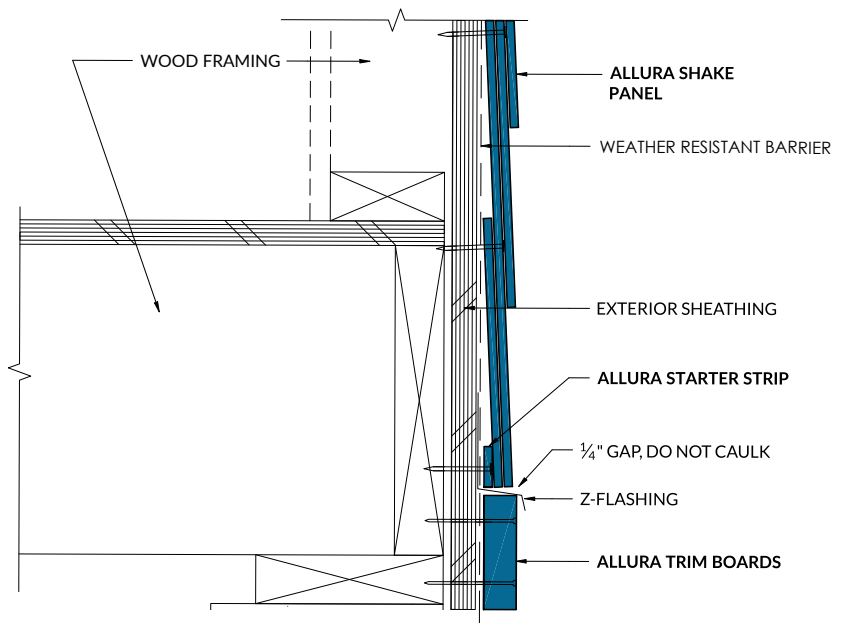 WOOD FRAMING
ALLURA SHAKE
PANEL
WEATHER RESISTANT BARRIER
EXTERIOR SHEATHING
ALLURA STARTER STRIP
¼" GAP, DO NOT CAULK
Z-FLASHING
ALLURA TRIM BOARDS